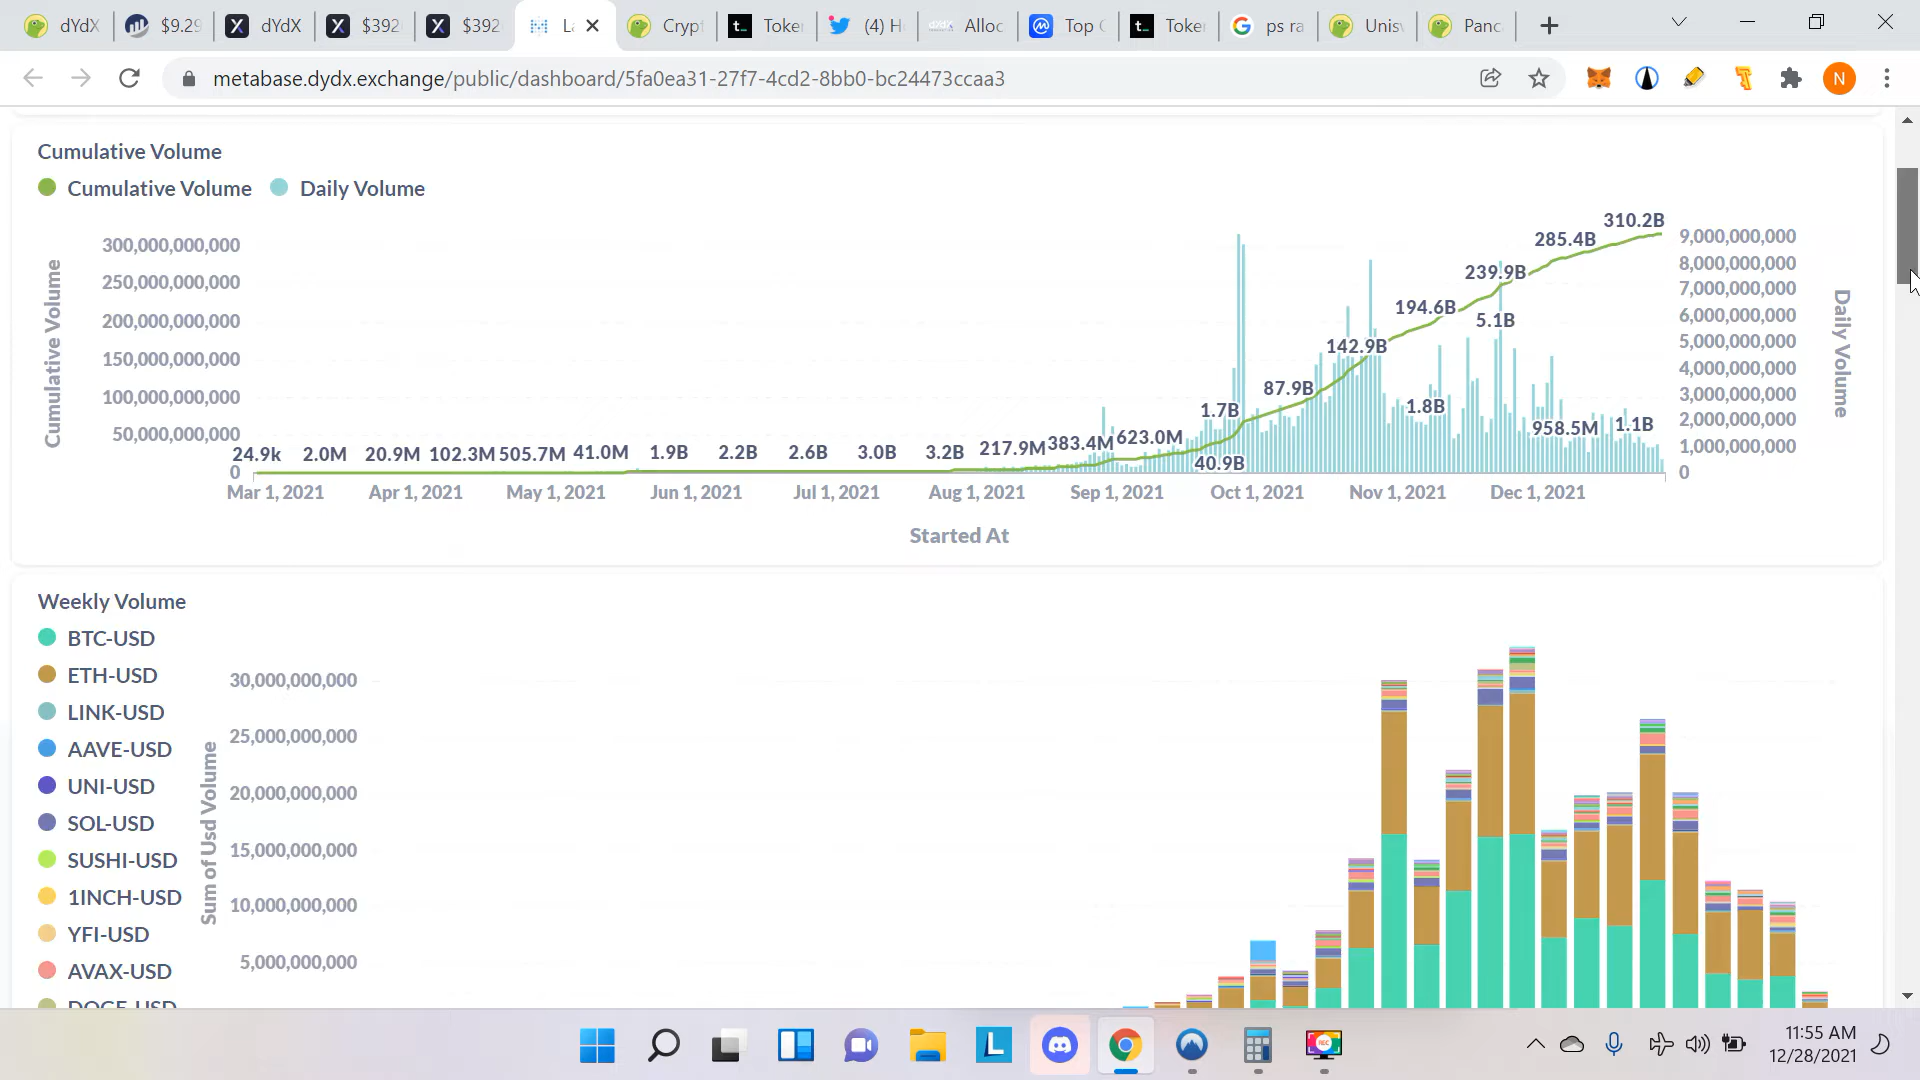 dYdX
$9.29
dYdX
$392
$392
La
Crypt
Toke
(4) H
Alloc
Top C
Toke
ps ra
Unis
Panc
metabase.dydx.exchange/public/dashboard/5fa0ea31-27f7-4cd2-8bb0-bc24473ccaa3
N
Cumulative Volume
Cumulative Volume
Daily Volume
310.2B
285.4B
239.9B
194.6B
5.1B
142.9B
87.9B
1.7B
1.8B
958.5M
1.1B
300,000,000,000
250,000,000,000
200,000,000,000
150,000,000,000
100,000,000,000
50,000,000,000
0
Cumulative Volume
9,000,000,000
8,000,000,000
7,000,000,000
6,000,000,000
5,000,000,000
4,000,000,000
3,000,000,000
2,000,000,000
1,000,000,000
0
Daily Volume
24.9k 2.0M 20.9M 102.3M 505.7M 41.0M 1.9B 2.2B 2.6B 3.0B 3.2B 217.9M 383.4M 623.0M
40.9B
Mar 1, 2021 Apr 1, 2021 May 1, 2021 Jun 1, 2021 Jul 1, 2021 Aug 1, 2021 Sep 1, 2021 Oct 1, 2021 Nov 1, 2021 Dec 1, 2021
Started At
Weekly Volume
BTC-USD
ETH-USD
LINK-USD
AAVE-USD
UNI-USD
SOL-USD
SUSHI-USD
1INCH-USD
YFI-USD
AVAX-USD
DOGE-USD
Sum of Usd Volume
30,000,000,000
25,000,000,000
20,000,000,000
15,000,000,000
10,000,000,000
5,000,000,000
L
REC
11:55 AM
12/28/2021